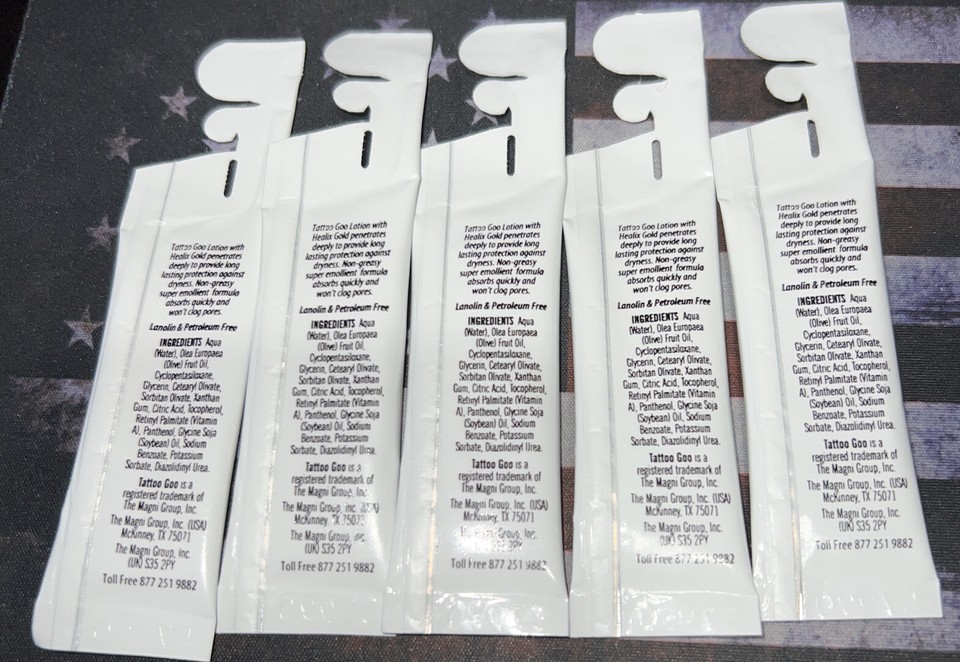 Tattoo Goo Lotion with
Healix Gold penetrates
deeply to provide long
lasting protection against
dryness. Non-greasy
super emollient formula
absorbs quickly and
won't clog pores.
Lanolin & Petroleum Free
INGREDIENTS Aqua
(Water), Olea Europaea
(Olive) Fruit Oil,
Cyclopentasiloxane,
Glycerin, Cetearyl Olivate,
Sorbitan Olivate, Xanthan
Gum, Citric Acid, Tocopherol,
Retinyl Palmitate (Vitamin
A), Panthenol, Glycine Soja
(Soybean) Oil, Sodium
Benzoate, Potassium
Sorbate, Diazolidinyl Urea.
Tattoo Goo is a
registered trademark of
The Magni Group, Inc.
The Magni Group, Inc. (USA)
McKinney, TX 75071
The Magni Group, Inc.
(UK) S35 2PY
Toll Free 877 251 9882
Tattoo Goo Lotion with
Healix Gold penetrates
deeply to provide long
lasting protection against
dryness. Non-greasy
super emollient formula
absorbs quickly and
won't clog pores.
Lanolin & Petroleum Free
INGREDIENTS Aqua
(Water), Olea Europaea
(Olive) Fruit Oil,
Cyclopentasiloxane,
Glycerin, Cetearyl Olivate,
Sorbitan Olivate, Xanthan
Gum, Citric Acid, Tocopherol,
Retinyl Palmitate (Vitamin
A), Panthenol, Glycine Soja
(Soybean) Oil, Sodium
Benzoate, Potassium
Sorbate, Diazolidinyl Urea.
Tattoo Goo is a
registered trademark of
The Magni Group, Inc.
The Magni Group, Inc. (USA)
McKinney, TX 75071
The Magni Group, Inc.
(UK) S35 2PY
Toll Free 877 251 9882
Tattoo Goo Lotion with
Healix Gold penetrates
deeply to provide long
lasting protection against
dryness. Non-greasy
super emollient formula
absorbs quickly and
won't clog pores.
Lanolin & Petroleum Free
INGREDIENTS Aqua
(Water), Olea Europaea
(Olive) Fruit Oil,
Cyclopentasiloxane,
Glycerin, Cetearyl Olivate,
Sorbitan Olivate, Xanthan
Gum, Citric Acid, Tocopherol,
Retinyl Palmitate (Vitamin
A), Panthenol, Glycine Soja
(Soybean) Oil, Sodium
Benzoate, Potassium
Sorbate, Diazolidinyl Urea.
Tattoo Goo is a
registered trademark of
The Magni Group, Inc.
The Magni Group, Inc. (USA)
McKinney, TX 75071
Toll Free 877 251 9882
Tattoo Goo Lotion with
Healix Gold penetrates
deeply to provide long
lasting protection against
dryness. Non-greasy
super emollient formula
absorbs quickly and
won't clog pores.
Lanolin & Petroleum Free
INGREDIENTS Aqua
(Water), Olea Europaea
(Olive) Fruit Oil,
Cyclopentasiloxane,
Glycerin, Cetearyl Olivate,
Sorbitan Olivate, Xanthan
Gum, Citric Acid, Tocopherol,
Retinyl Palmitate (Vitamin
A), Panthenol, Glycine Soja
(Soybean) Oil, Sodium
Benzoate, Potassium
Sorbate, Diazolidinyl Urea.
Tattoo Goo is a
registered trademark of
The Magni Group, Inc.
The Magni Group, Inc. (USA)
McKinney, TX 75071
The Magni Group, Inc.
(UK) S35 2PY
Toll Free 877 251 9882
Tattoo Goo Lotion with
Healix Gold penetrates
deeply to provide long
lasting protection against
dryness. Non-greasy
super emollient formula
absorbs quickly and
won't clog pores.
Lanolin & Petroleum Free
INGREDIENTS Aqua
(Water), Olea Europaea
(Olive) Fruit Oil,
Cyclopentasiloxane,
Glycerin, Cetearyl Olivate,
Sorbitan Olivate, Xanthan
Gum, Citric Acid, Tocopherol,
Retinyl Palmitate (Vitamin
A), Panthenol, Glycine Soja
(Soybean) Oil, Sodium
Benzoate, Potassium
Sorbate, Diazolidinyl Urea.
Tattoo Goo is a
registered trademark of
The Magni Group, Inc.
The Magni Group, Inc. (USA)
McKinney, TX 75071
The Magni Group, Inc.
(UK) S35 2PY
Toll Free 877 251 9882